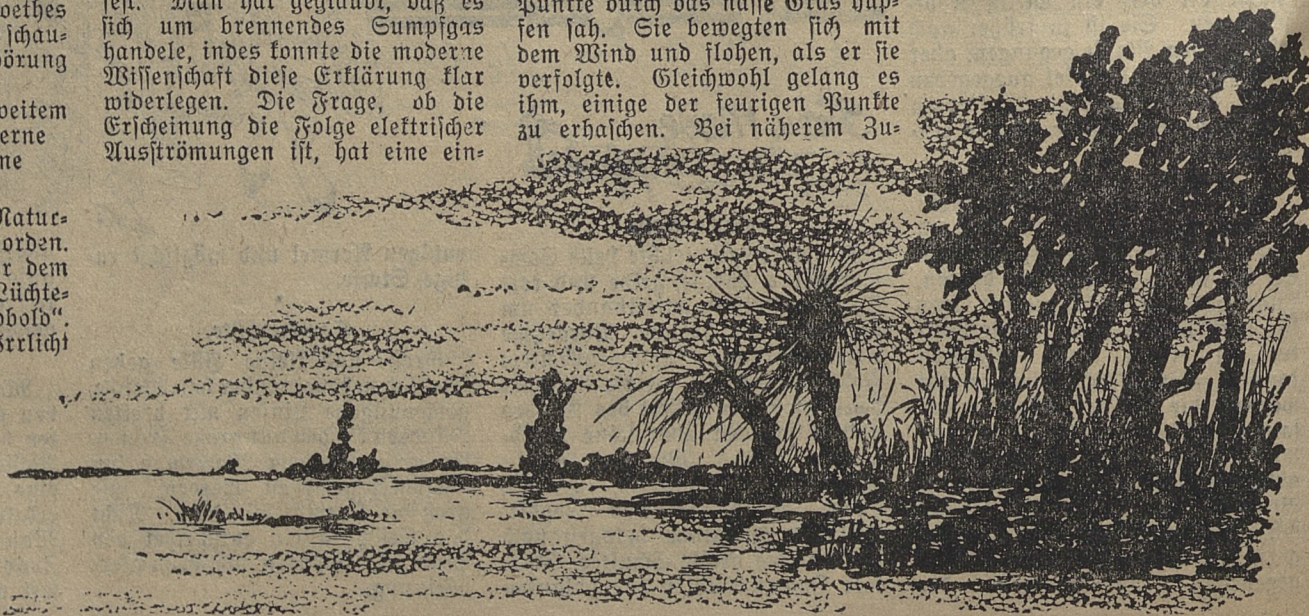 oethes
schau-
örung
weitem
erne
ne
Natur-
orden.
r dem
Lüchte-
obold“.
Irrlicht
fest. Man hat geglaubt, daß es
sich um brennendes Sumpfgas
handele, indes konnte die moderne
Wissenschaft diese Erklärung klar
widerlegen. Die Frage, ob die
Erscheinung die Folge elektrischer
Ausströmungen ist, hat eine ein-
Punkte durch das nasse Gras hüp-
fen sah. Sie bewegten sich mit
dem Wind und flohen, als er sie
verfolgte. Gleichwohl gelang es
ihm, einige der feurigen Punkte
zu erhaschen. Bei näherem Zu-